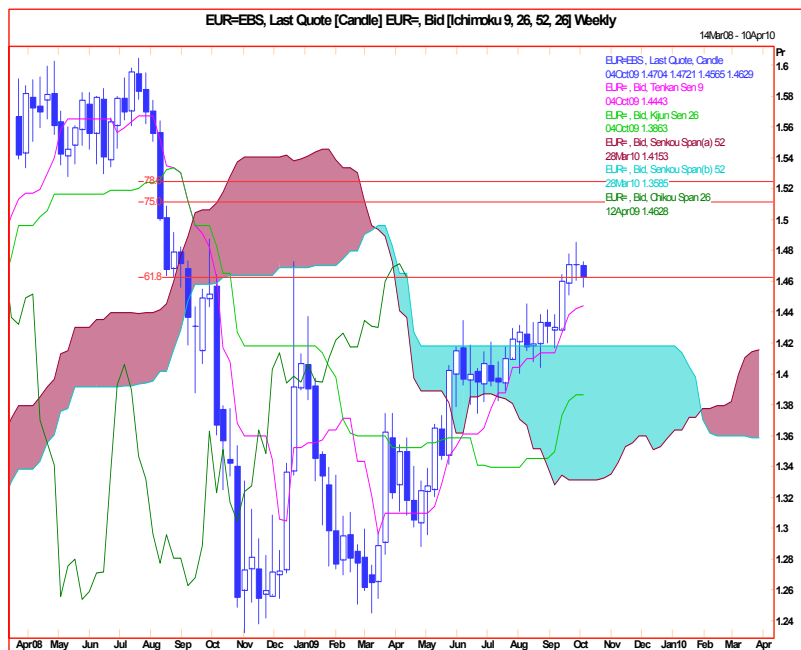 EUR=EBS, Last Quote [Candle] EUR=, Bid [Ichimoku 9, 26, 52, 26] Weekly
14Mar08 - 10Apr10
Pr
EUR=EBS , Last Quote, Candle
04Oct09 1.4704 1.4721 1.4565 1.4629
EUR= , Bid, Tenkan Sen 9
04Oct09 1.4443
EUR= , Bid, Kijun Sen 26
04Oct09 1.3863
EUR= , Bid, Senkou Span(a) 52
28Mar10 1.4153
EUR= , Bid, Senkou Span(b) 52
28Mar10 1.3585
EUR= , Bid, Chikou Span 26
12Apr09 1.4628
1.6
1.58
1.56
1.54
1.52
1.5
1.48
1.46
1.44
1.42
1.4
1.38
1.36
1.34
1.32
1.3
1.28
1.26
1.24
75.0
61.8
Apr08 May Jun Jul Aug Sep Oct Nov Dec Jan09 Feb Mar Apr May Jun Jul Aug Sep Oct Nov Dec Jan10 Feb Mar Apr